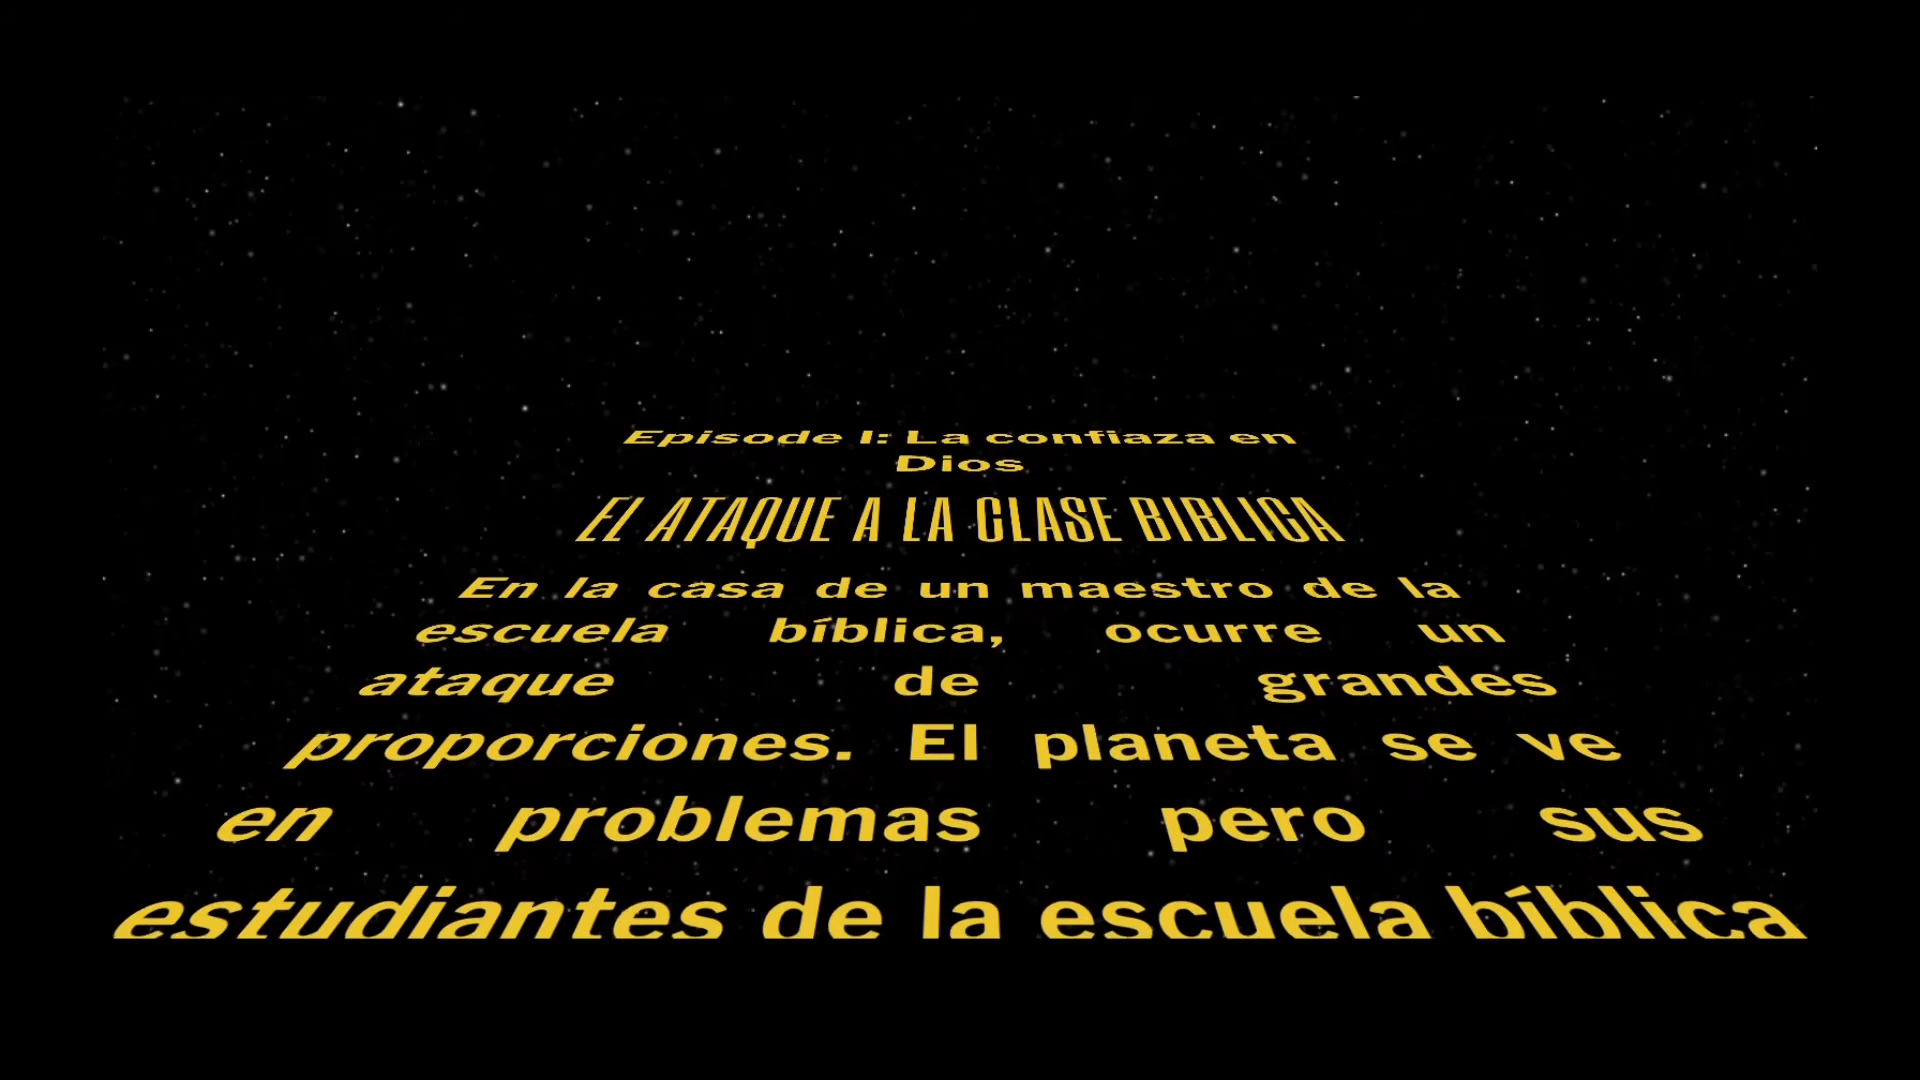 Episode I: La confiaza en
Dios
EL ATAQUE A LA CLASE BIBLICA
En la casa de un maestro de la
escuela bíblica, ocurre un
ataque de grandes
proporciones. El planeta se ve
en problemas pero sus
estudiantes de la escuela bíblica